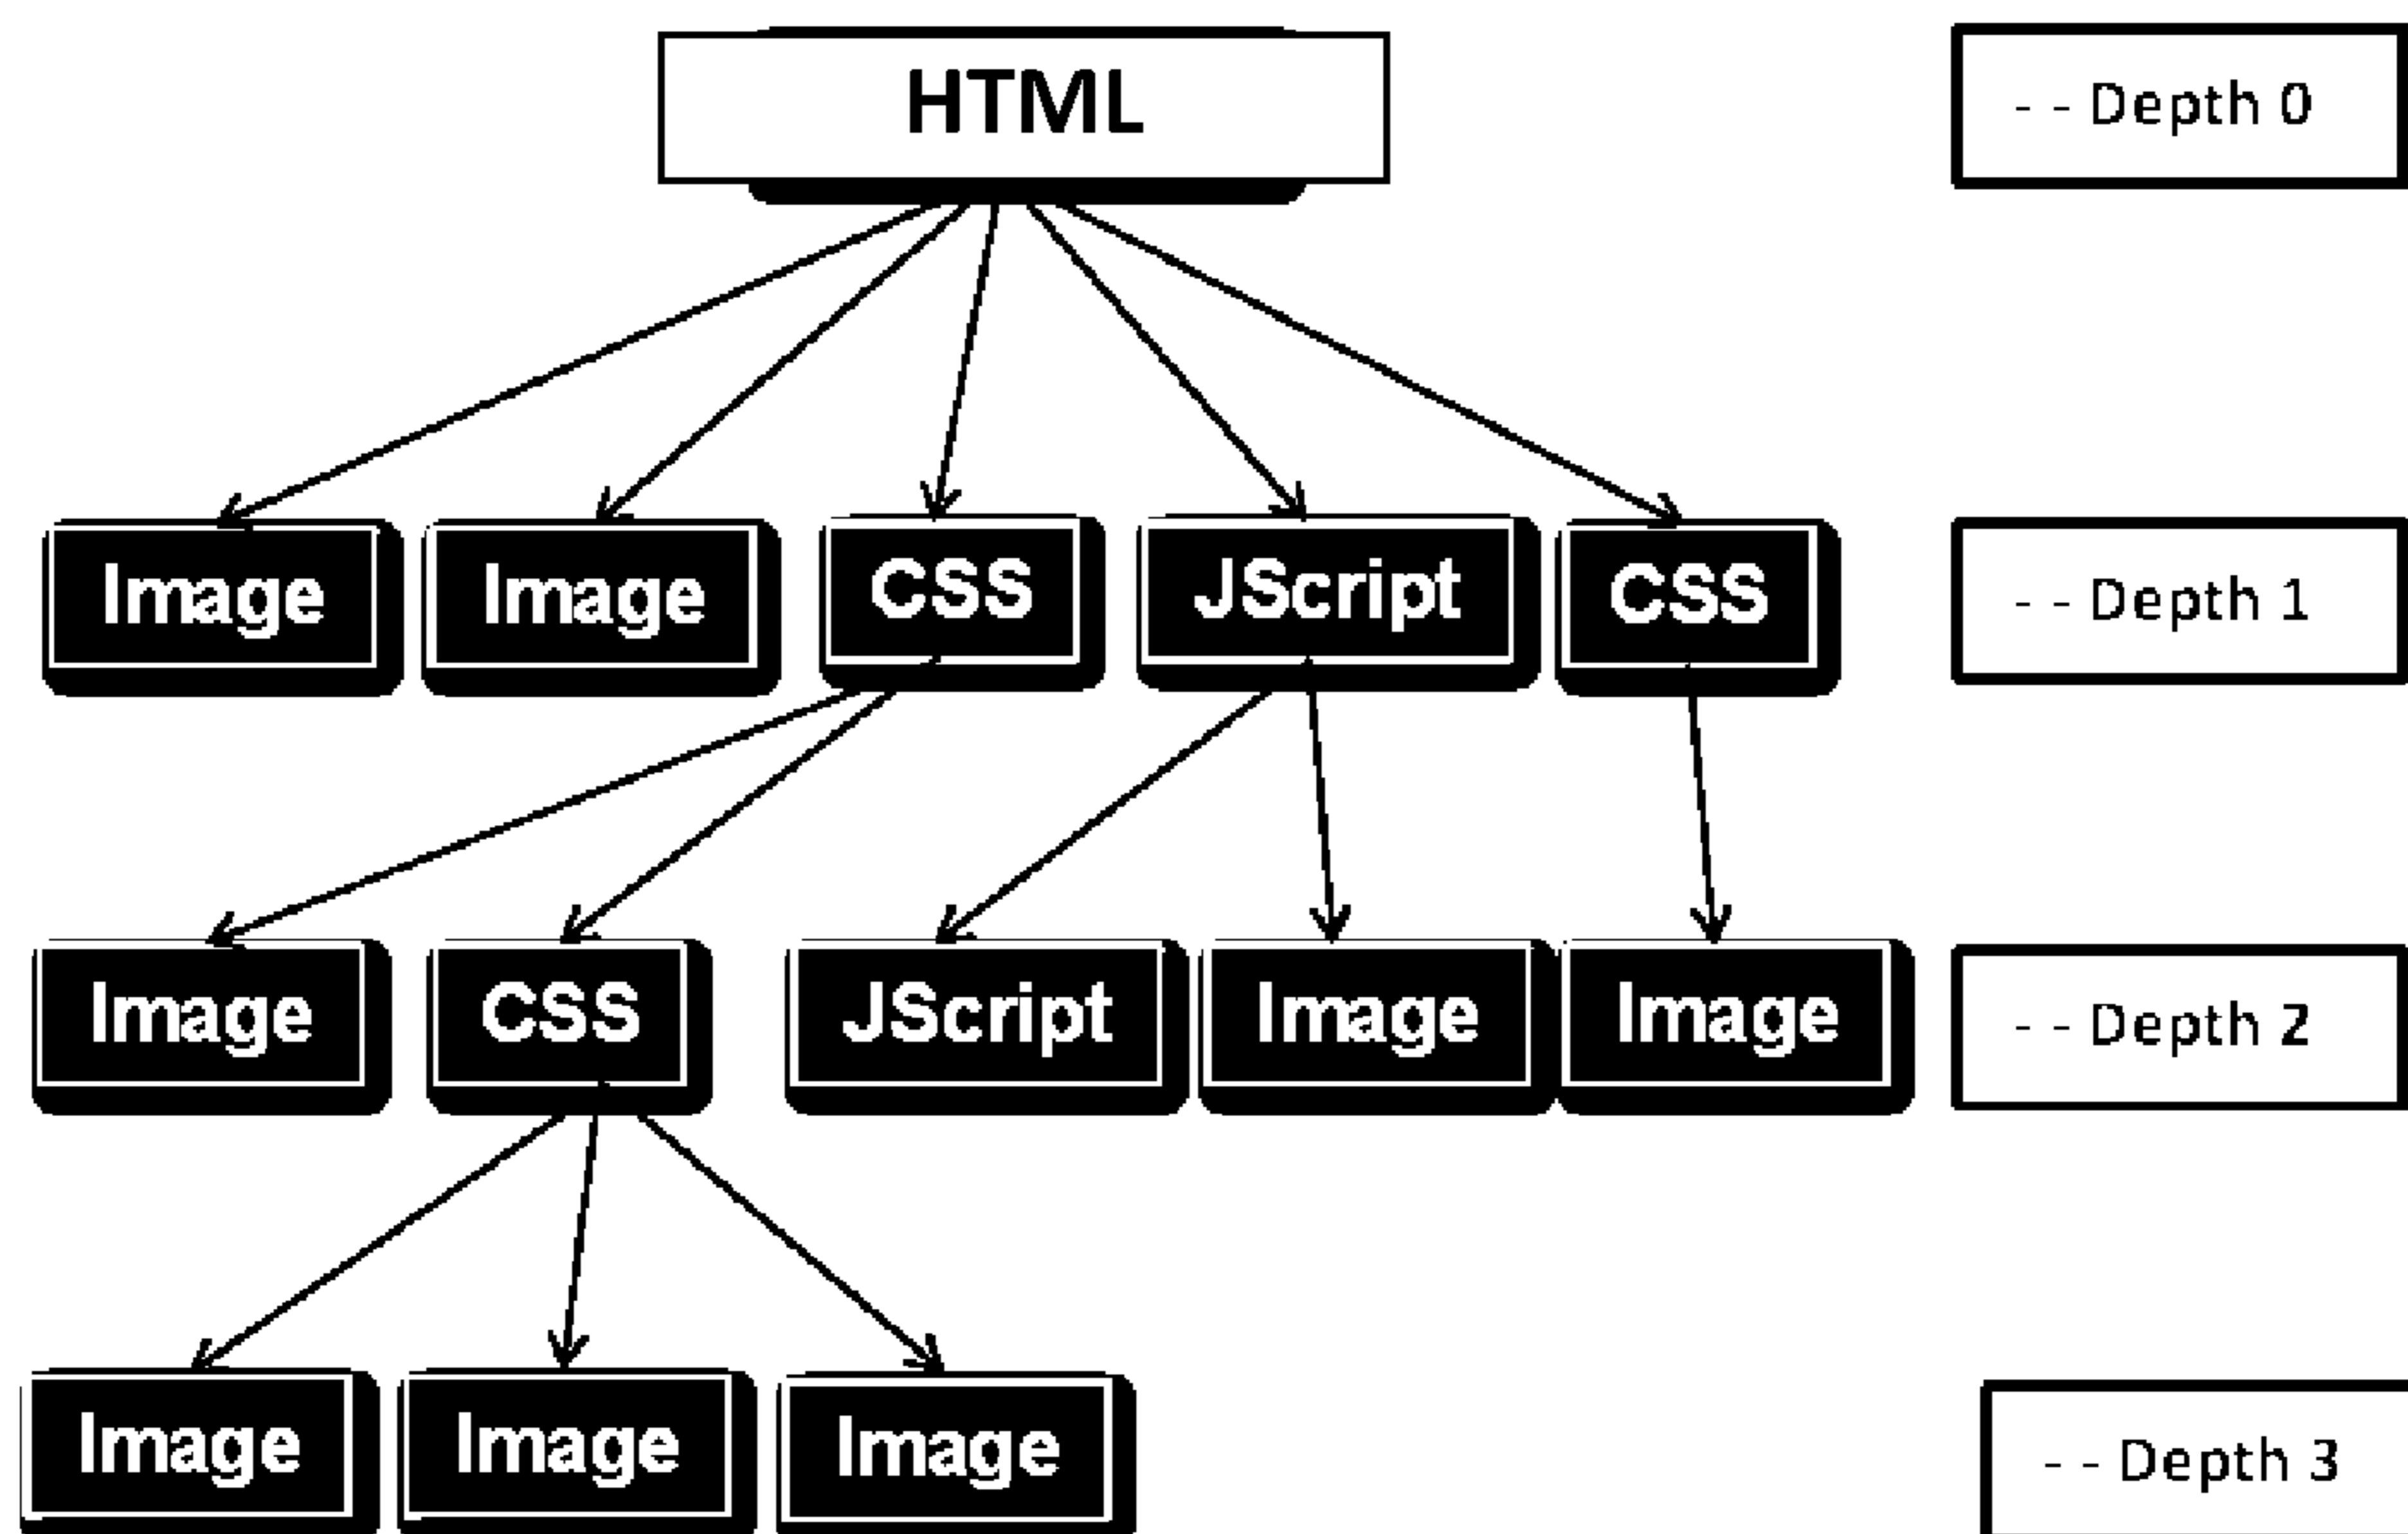 HTML
- - Depth 0
Image Image CSS JScript CSS
- - Depth 1
Image CSS JScript Image Image
- - Depth 2
Image Image Image
- - Depth 3